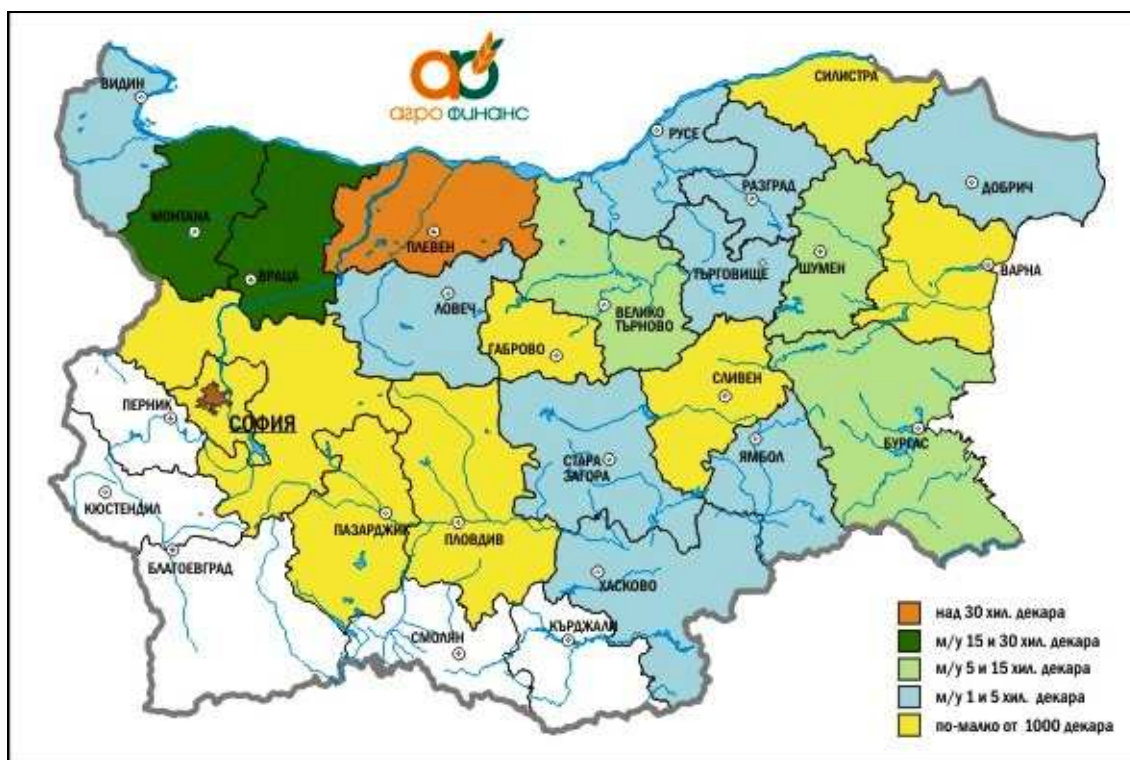 агро финанс
ВИДИН
СИЛИСТРА
РУСЕ
ДОБРИЧ
РАЗГРАД
МОНТАНА
ПЛЕВЕН
ШУМЕН
ВАРНА
ВРАЦА
ТЪРГОВИЩЕ
ЛОВЕЧ
ВЕЛИКО
ТЪРНОВО
ГАБРОВО
СЛИВЕН
ПЕРНИК
СОФИЯ
БУРГАС
ЯМБОЛ
СТАРА
ЗАГОРА
КЮСТЕНДИЛ
ПАЗАРДЖИК
ПЛОВДИВ
БЛАГОЕВГРАД
ХАСКОВО
СМОЛЯН
КЪРДЖАЛИ
над 30 хил. декара
м/у 15 и 30 хил. декара
м/у 5 и 15 хил. декара
м/у 1 и 5 хил. декара
по-малко от 1000 декара